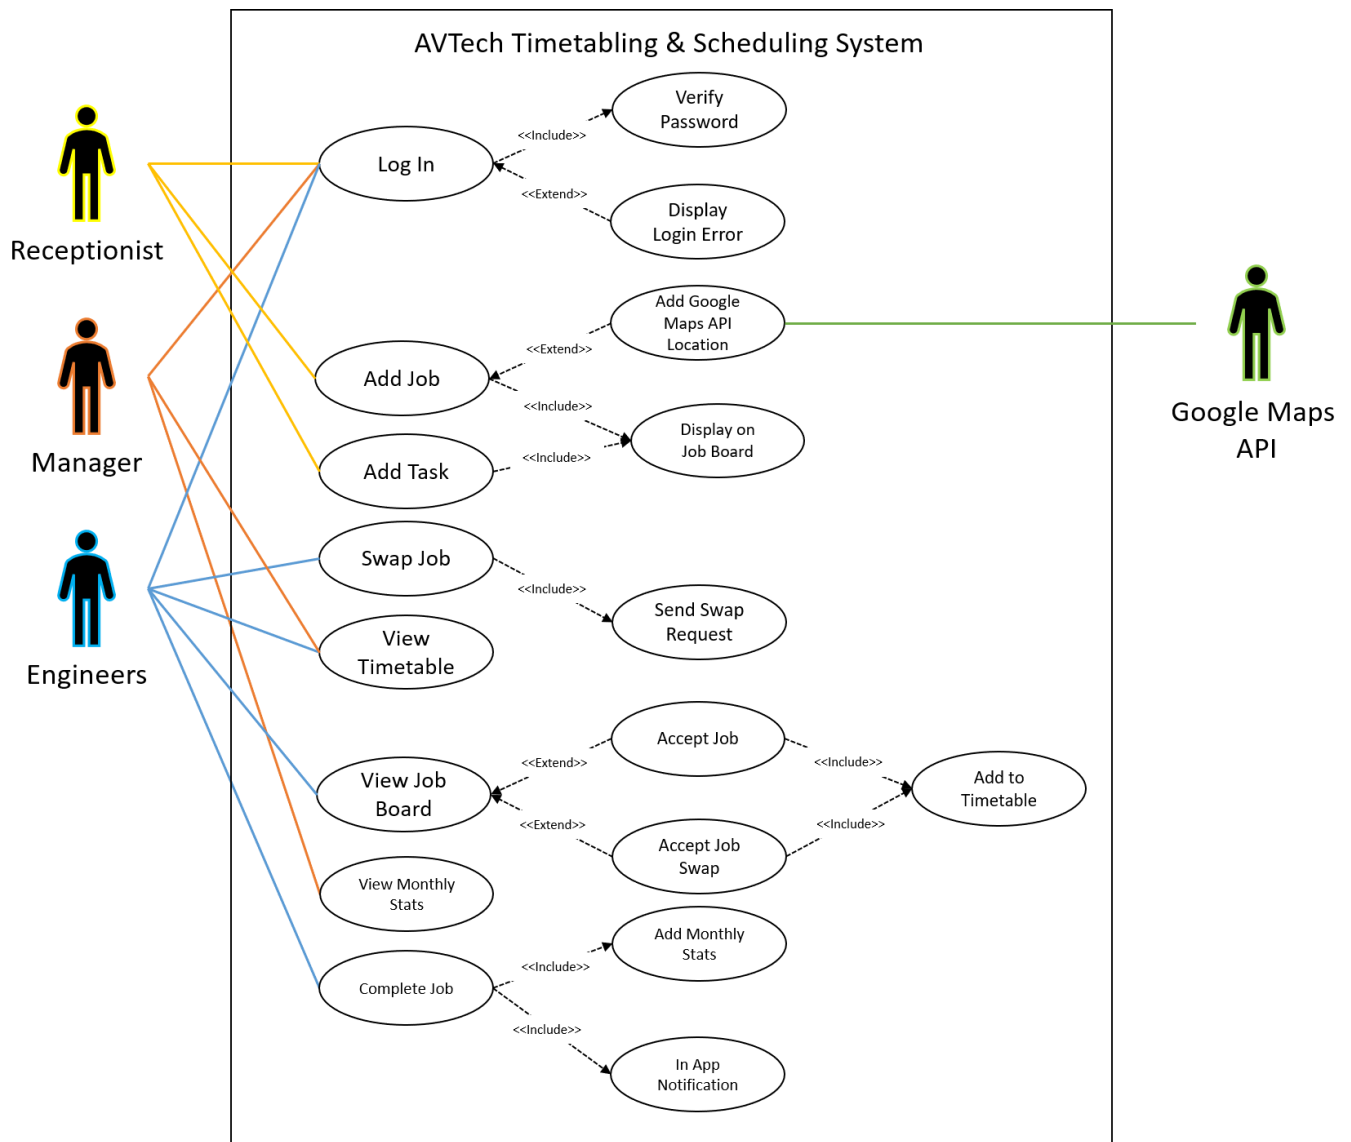 AVTech Timetabling & Scheduling System
Receptionist
Manager
Engineers
Log In
<<Include>>
Verify
Password
<<Extend>>
Display
Login Error
Add Job
<<Extend>>
Add Google
Maps API
Location
Google Maps
API
<<Include>>
Display on
Job Board
Add Task
<<Include>>
Swap Job
<<Include>>
Send Swap
Request
View
Timetable
View Job
Board
<<Extend>>
Accept Job
<<Include>>
Add to
Timetable
<<Extend>>
Accept Job
Swap
<<Include>>
View Monthly
Stats
Complete Job
<<Include>>
Add Monthly
Stats
<<Include>>
In App
Notification